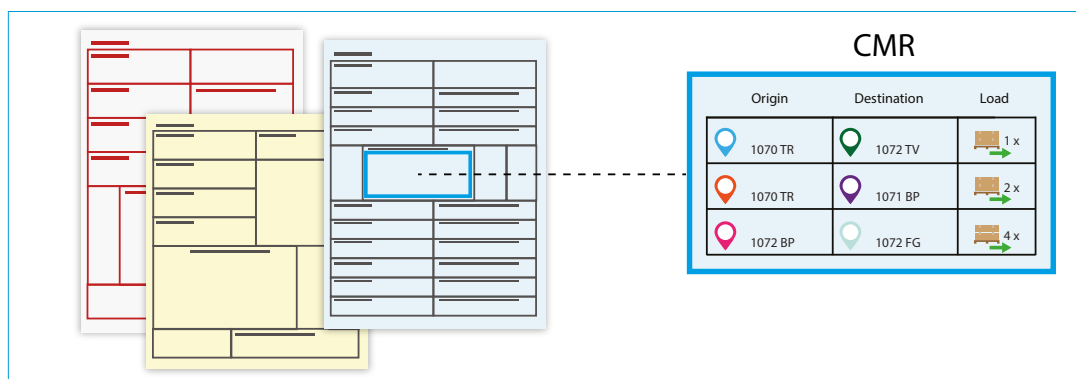 CMR
Origin Destination Load
1070 TR 1072 TV 1 x
1070 TR 1071 BP 2 x
1072 BP 1072 FG 4 x